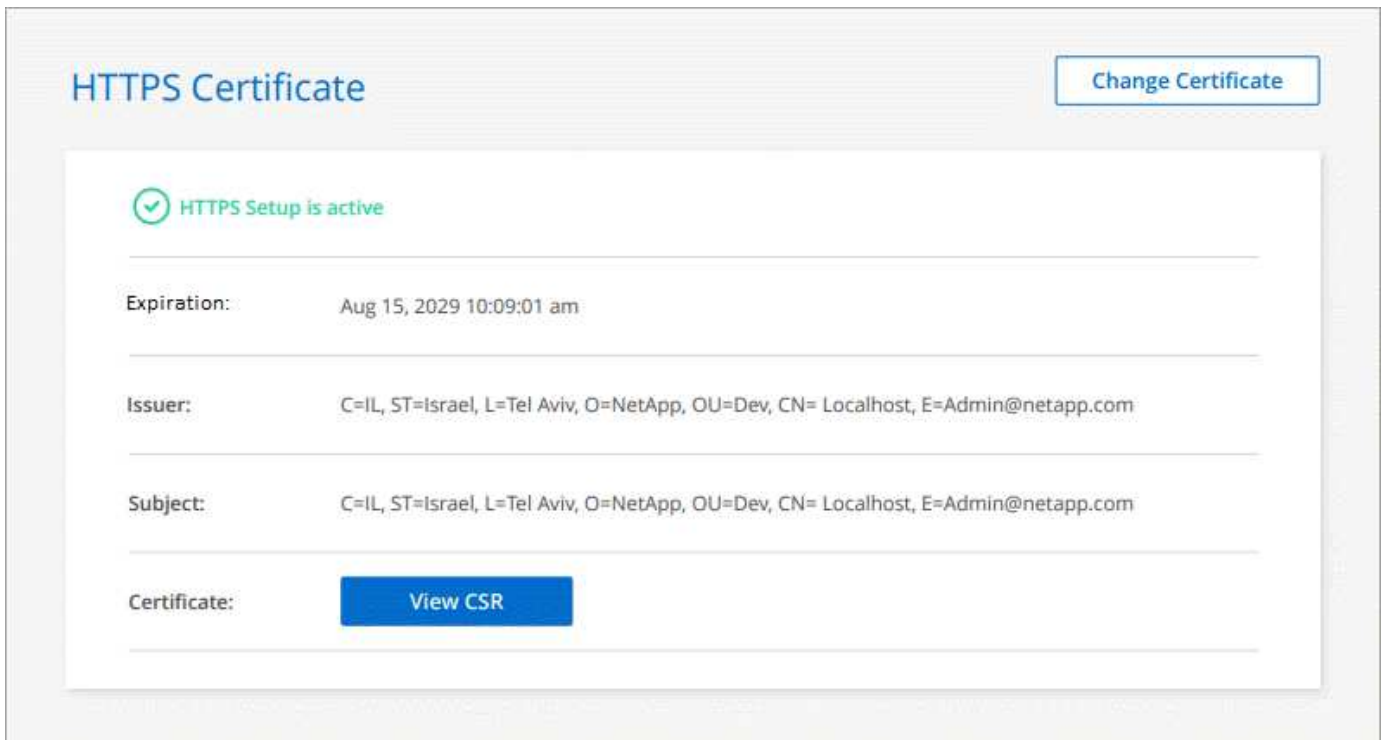 HTTPS Certificate
Change Certificate
HTTPS Setup is active
Expiration: Aug 15, 2029 10:09:01 am
Issuer: C=IL, ST=Israel, L=Tel Aviv, O=NetApp, OU=Dev, CN= Localhost, E=Admin@netapp.com
Subject: C=IL, ST=Israel, L=Tel Aviv, O=NetApp, OU=Dev, CN= Localhost, E=Admin@netapp.com
Certificate: View CSR